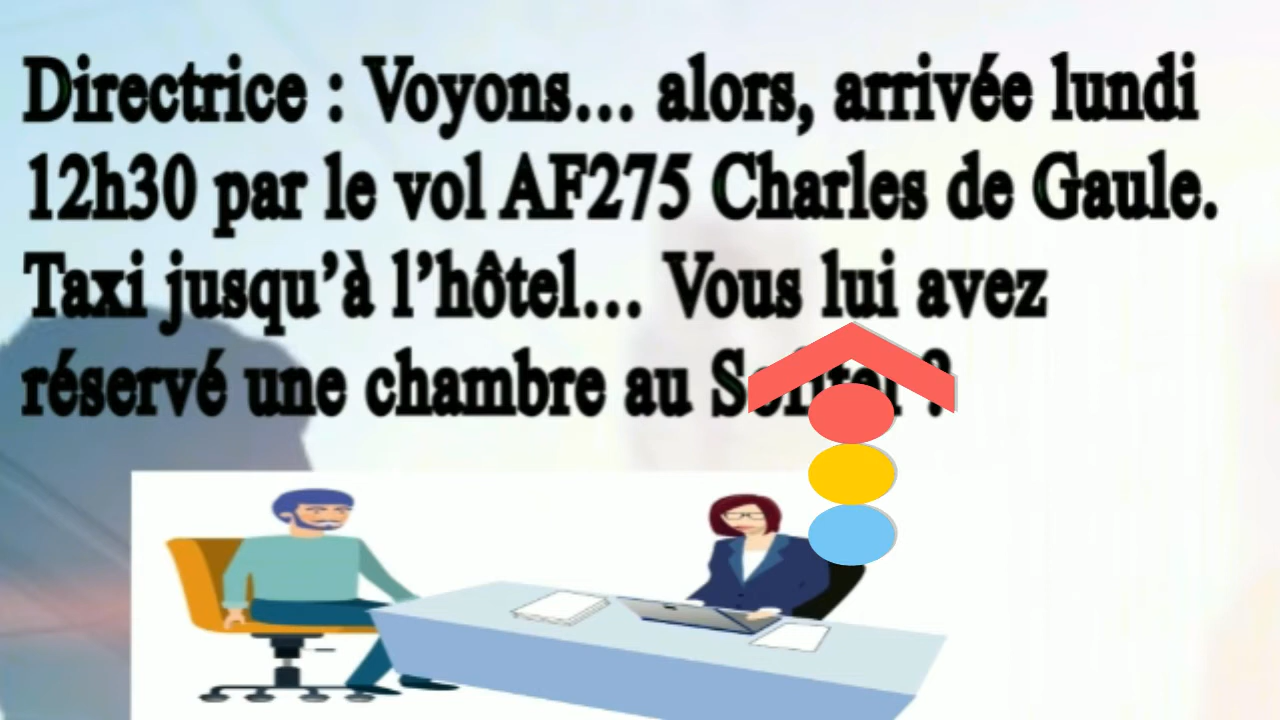 Directrice : Voyons... alors, arrivée lundi
12h30 par le vol AF275 Charles de Gaule.
Taxi jusqu'à l'hôtel... Vous lui avez
réservé une chambre au Sofitel ?